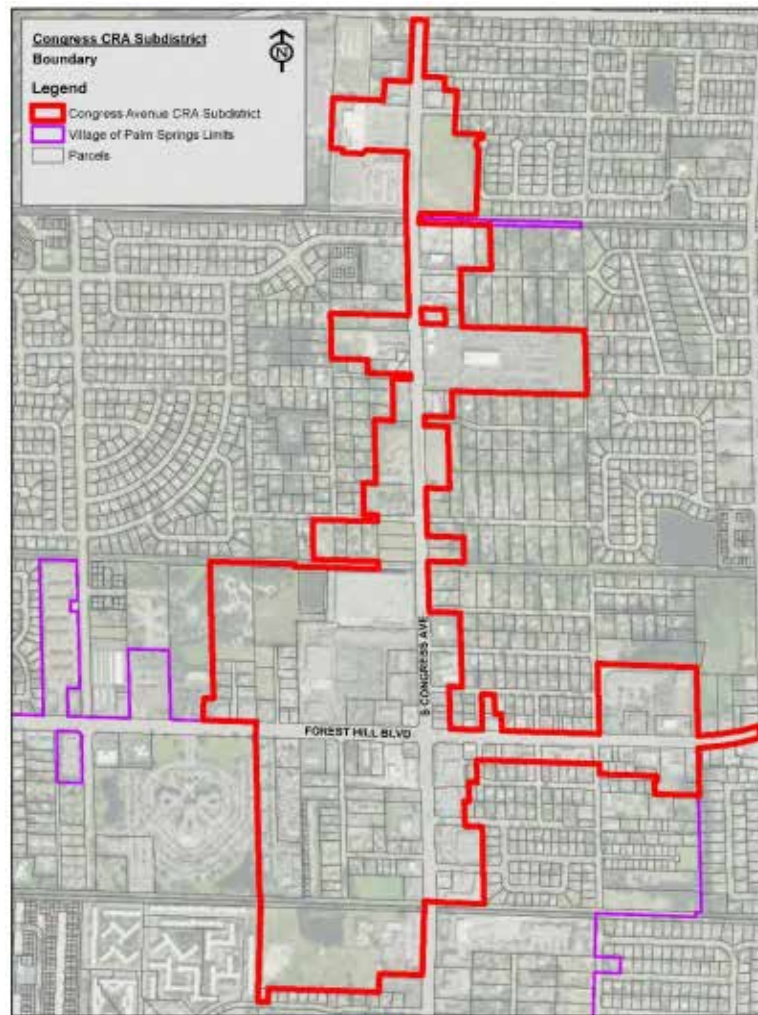 Congress CRA Subdistrict
Boundary
N
Legend
Congress Avenue CRA Subdistrict
Village of Palm Springs Limits
Parcels
S CONGRESS AVE
FOREST HILL BLVD